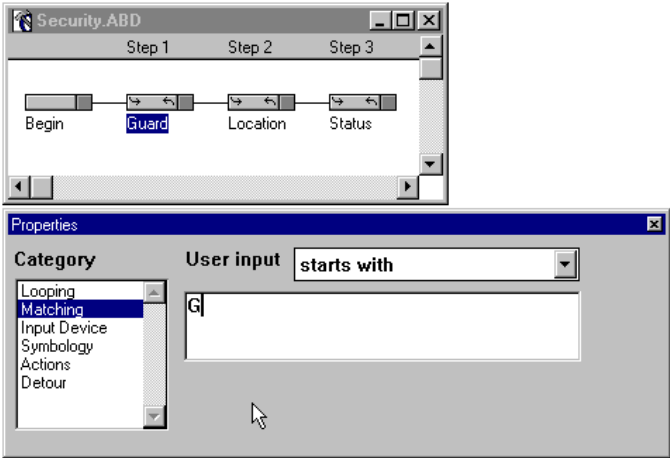 Security.ABD
Step 1 Step 2 Step 3
Begin Guard Location Status
Properties
Category
User input starts with
Looping
Matching
Input Device
Symbology
Actions
Detour
G